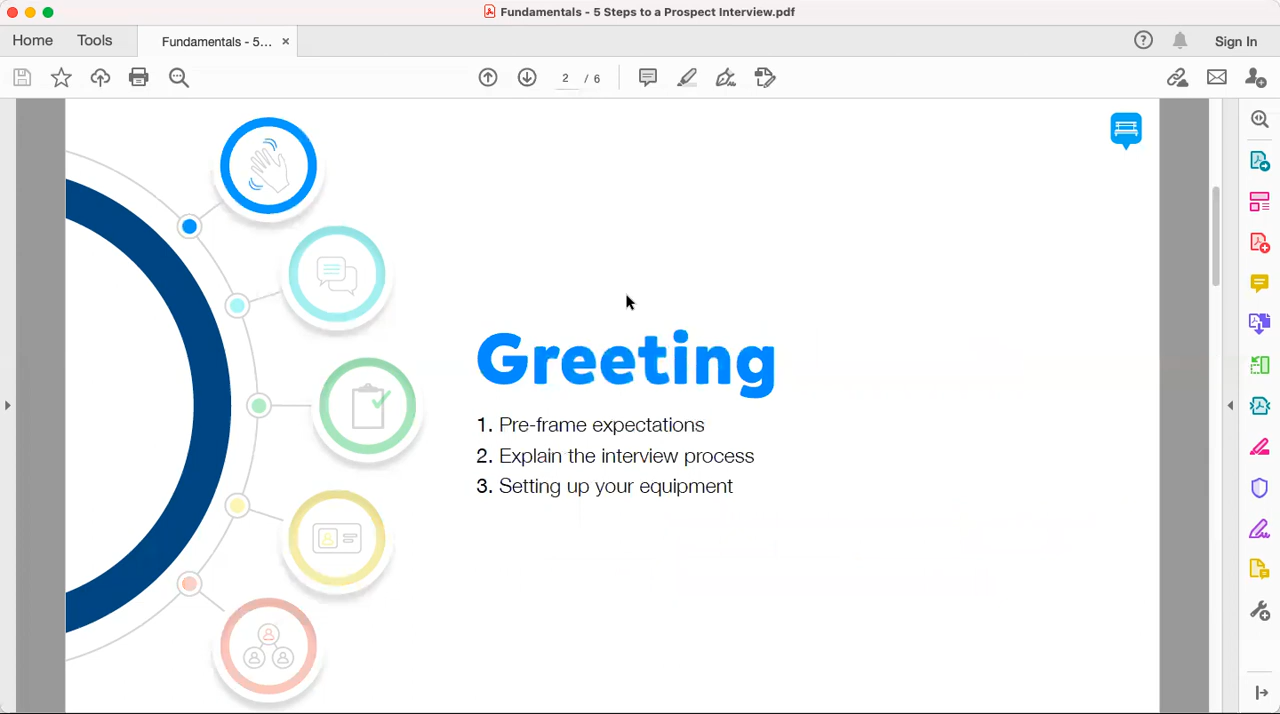 Fundamentals - 5 Steps to a Prospect Interview.pdf
Home
Tools
Fundamentals - 5...
Sign In
2 / 6
Greeting
1. Pre-frame expectations
2. Explain the interview process
3. Setting up your equipment